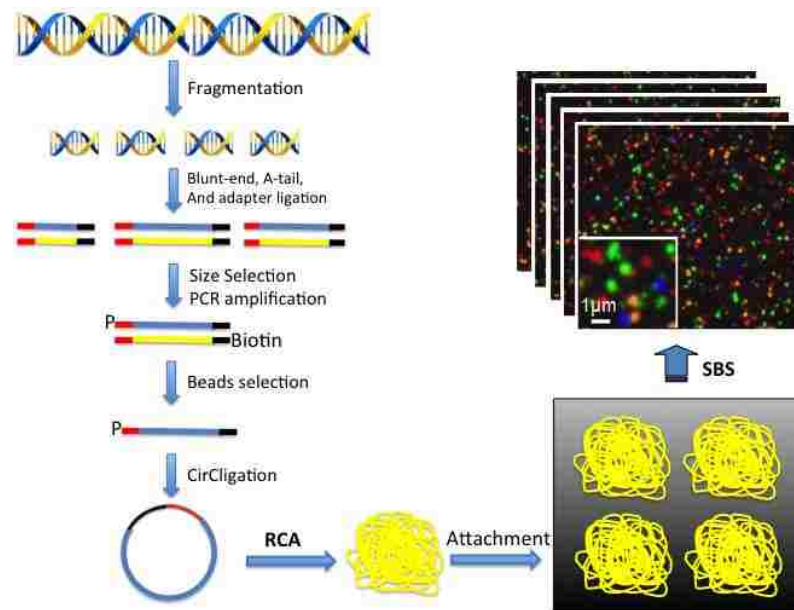 Fragmentation
Blunt-end, A-tail,
And adapter ligation
Size Selection
PCR amplification
P
Biotin
Beads selection
P
CirCligation
RCA
Attachment
SBS
1μm